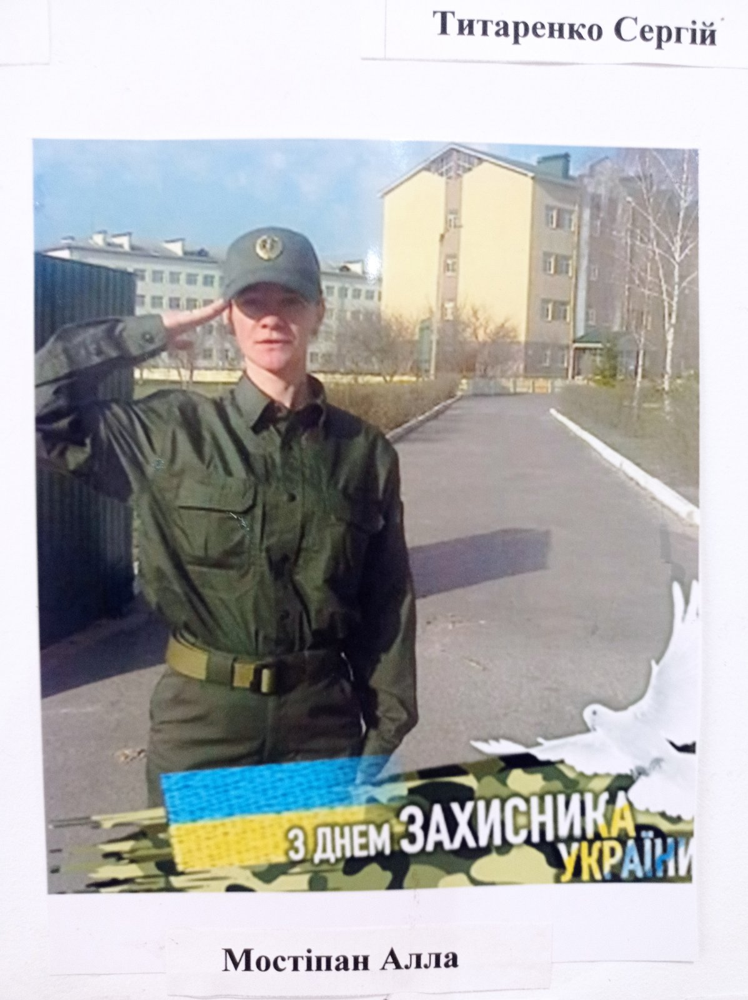 Титаренко Сергій
З ДНЕМ ЗАХИСНИКА
УКРАЇНИ
Мостіпан Алла